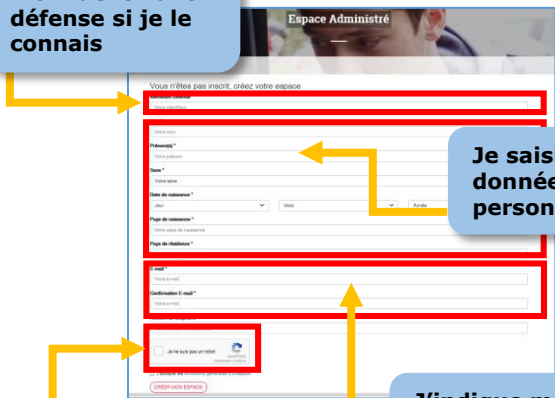 défense si je le
connais
Espace Administré
Vous n'êtes pas inscrit, créez votre espace
Votre identifiant
Votre nom
Prénom(s) *
Votre prénom
Sexe *
Votre sexe
Date de naissance *
Jour Mois Année
Pays de naissance *
Votre pays de naissance
Pays de résidence *
Je sais
donnée
person
E-mail *
Votre e-mail
Confirmation E-mail *
Votre e-mail
Je ne suis pas un robot
CRÉER MON ESPACE
J'indique m